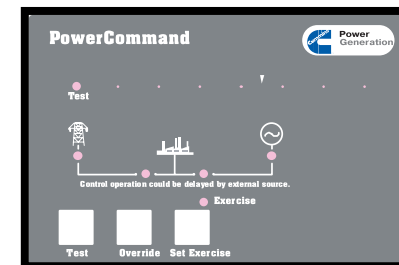 PowerCommand
Power
Generation
Test
Control operation could be delayed by external source.
Exercise
Test Override Set Exercise